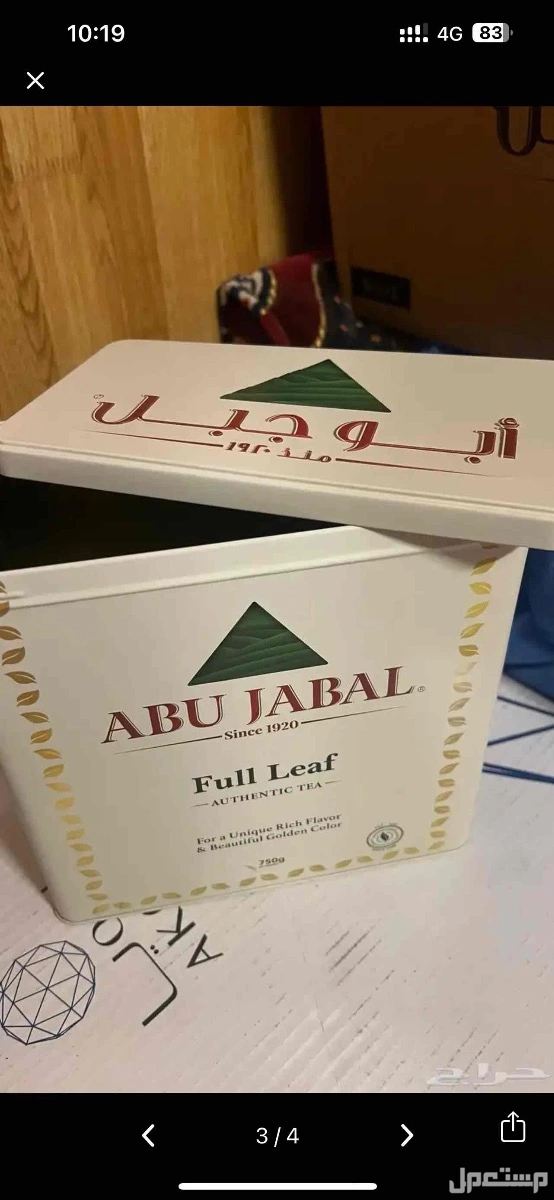 10:19
4G 83
أبو جبل
منذ ١٩٢٠
ABU JABAL®
Since 1920
Full Leaf
AUTHENTIC TEA
For a Unique Rich Flavor
& Beautiful Golden Color
750g
3 / 4
حراج
مستعمل